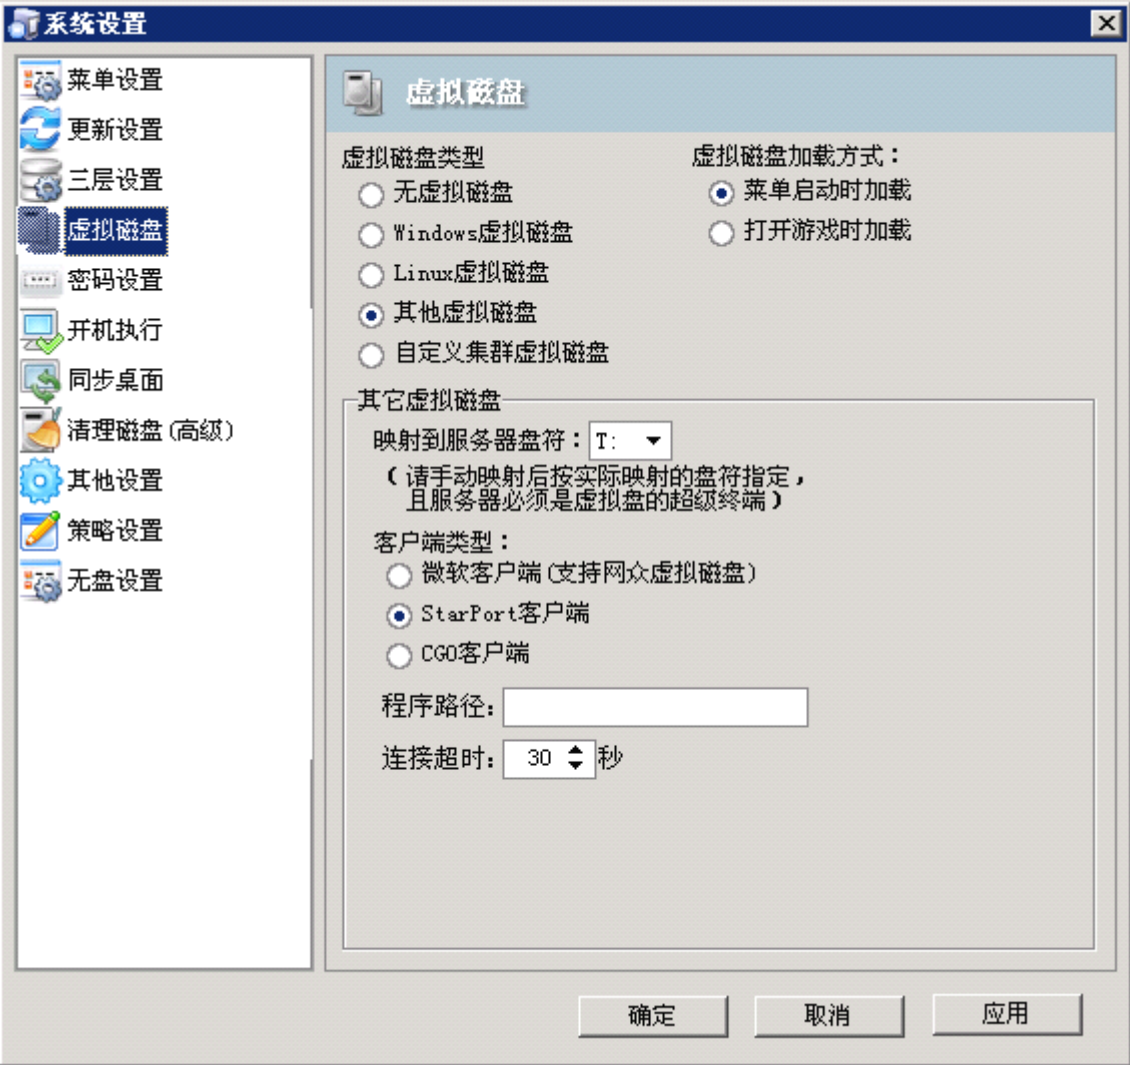 系统设置
菜单设置
更新设置
三层设置
虚拟磁盘
密码设置
开机执行
同步桌面
清理磁盘(高级)
其他设置
策略设置
无盘设置
虚拟磁盘
虚拟磁盘类型
无虚拟磁盘
Windows虚拟磁盘
Linux虚拟磁盘
其他虚拟磁盘
自定义集群虚拟磁盘
虚拟磁盘加载方式：
菜单启动时加载
打开游戏时加载
其它虚拟磁盘
映射到服务器盘符： T:
（请手动映射后按实际映射的盘符指定，
且服务器必须是虚拟盘的超级终端）
客户端类型：
微软客户端(支持网众虚拟磁盘)
StarPort客户端
CGO客户端
程序路径：
连接超时： 30 秒
确定 取消 应用